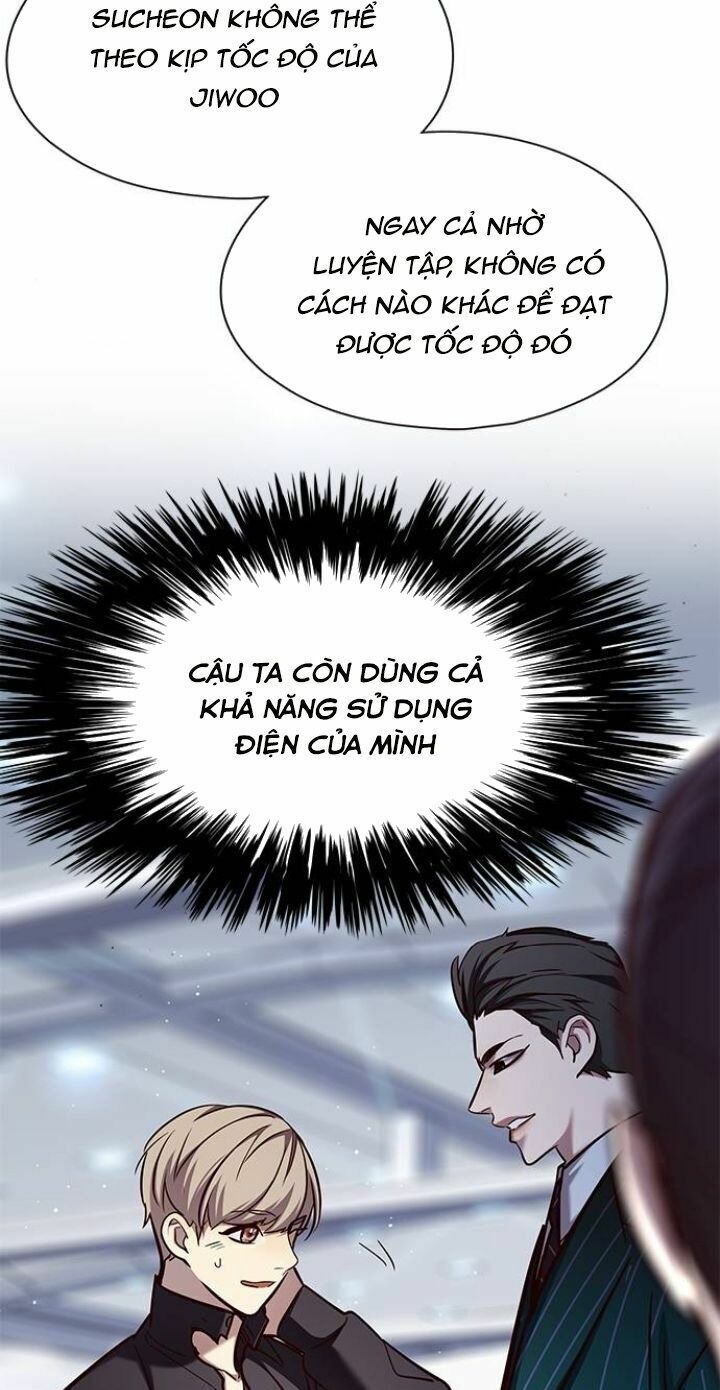 SUCHEON KHÔNG THỂ
THEO KỊP TỐC ĐỘ CỦA
JIWOO
NGAY CẢ NHỜ
LUYỆN TẬP, KHÔNG CÓ
CÁCH NÀO KHÁC ĐỂ ĐẠT
ĐƯỢC TỐC ĐỘ ĐÓ
CẬU TA CÒN DÙNG CẢ
KHẢ NĂNG SỬ DỤNG
ĐIỆN CỦA MÌNH